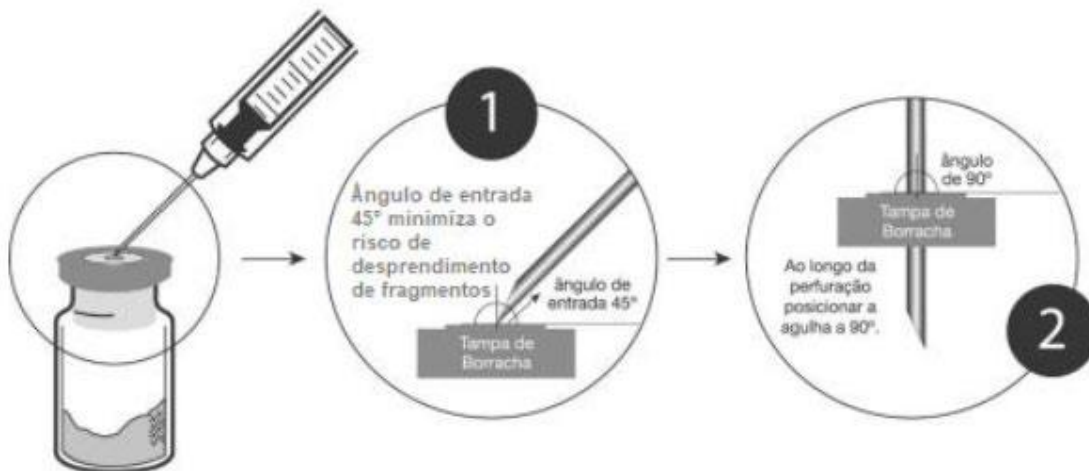 1
Ângulo de entrada
45° minimiza o
risco de
desprendimento
de fragmentos
ângulo de
entrada 45°
Tampa de
Borracha
ângulo
de 90°
Tampa de
Borracha
Ao longo da
perfuração
posicionar a
agulha a 90°.
2